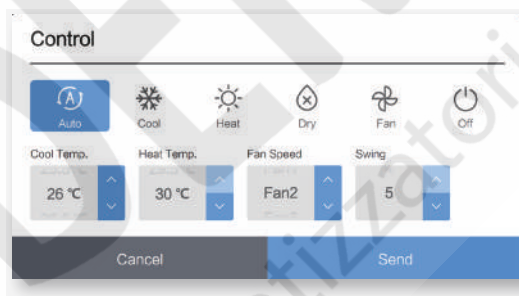 Control
Auto Cool Heat Dry Fan Off
Cool Temp. Heat Temp. Fan Speed Swing
26 °C 30 °C Fan2 5
Cancel Send